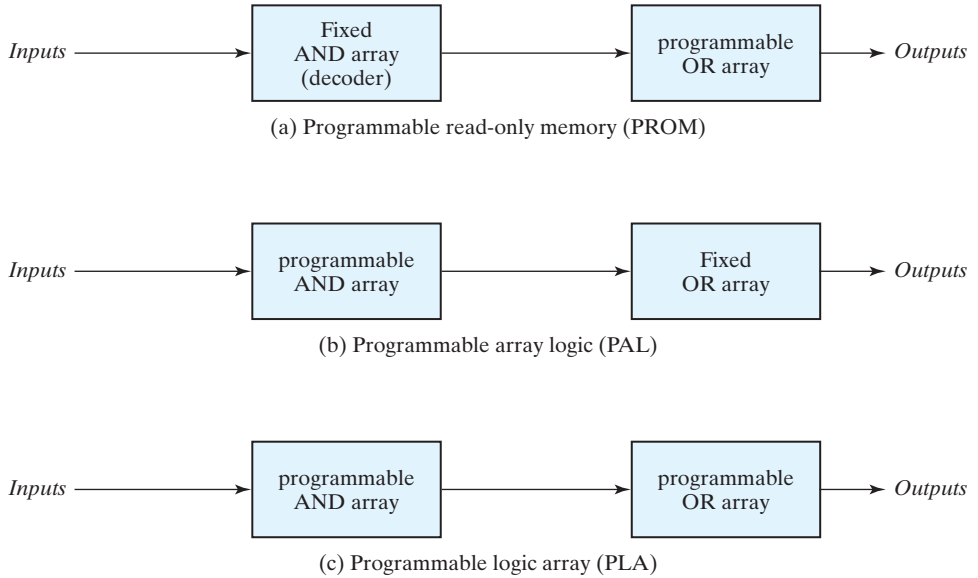 Inputs
Fixed
AND array
(decoder)
programmable
OR array
Outputs
(a) Programmable read-only memory (PROM)
Inputs
programmable
AND array
Fixed
OR array
Outputs
(b) Programmable array logic (PAL)
Inputs
programmable
AND array
programmable
OR array
Outputs
(c) Programmable logic array (PLA)